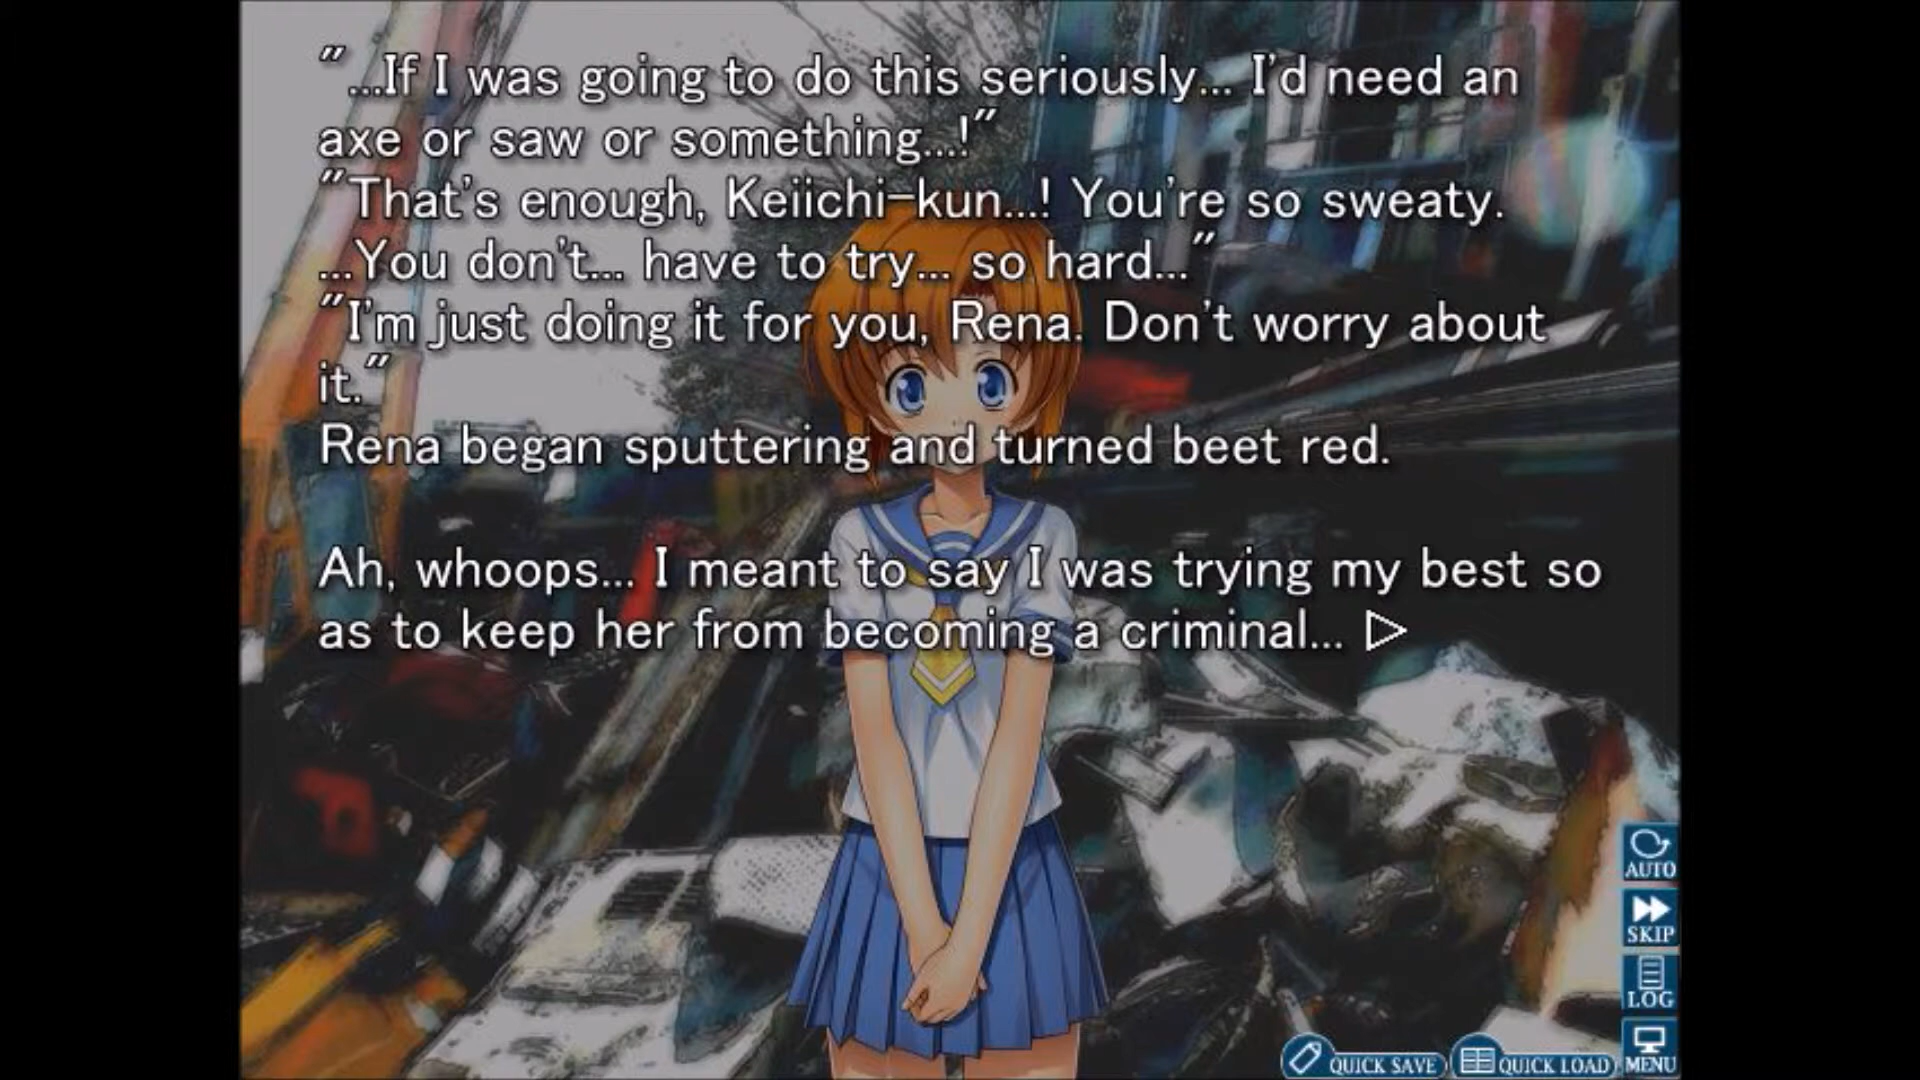 "...If I was going to do this seriously... I'd need an
axe or saw or something...!"
"That's enough, Keiichi-kun...! You're so sweaty.
...You don't... have to try... so hard..."
"I'm just doing it for you, Rena. Don't worry about
it."
Rena began sputtering and turned beet red.
Ah, whoops... I meant to say I was trying my best so
as to keep her from becoming a criminal...
AUTO
SKIP
LOG
MENU
QUICK SAVE
QUICK LOAD